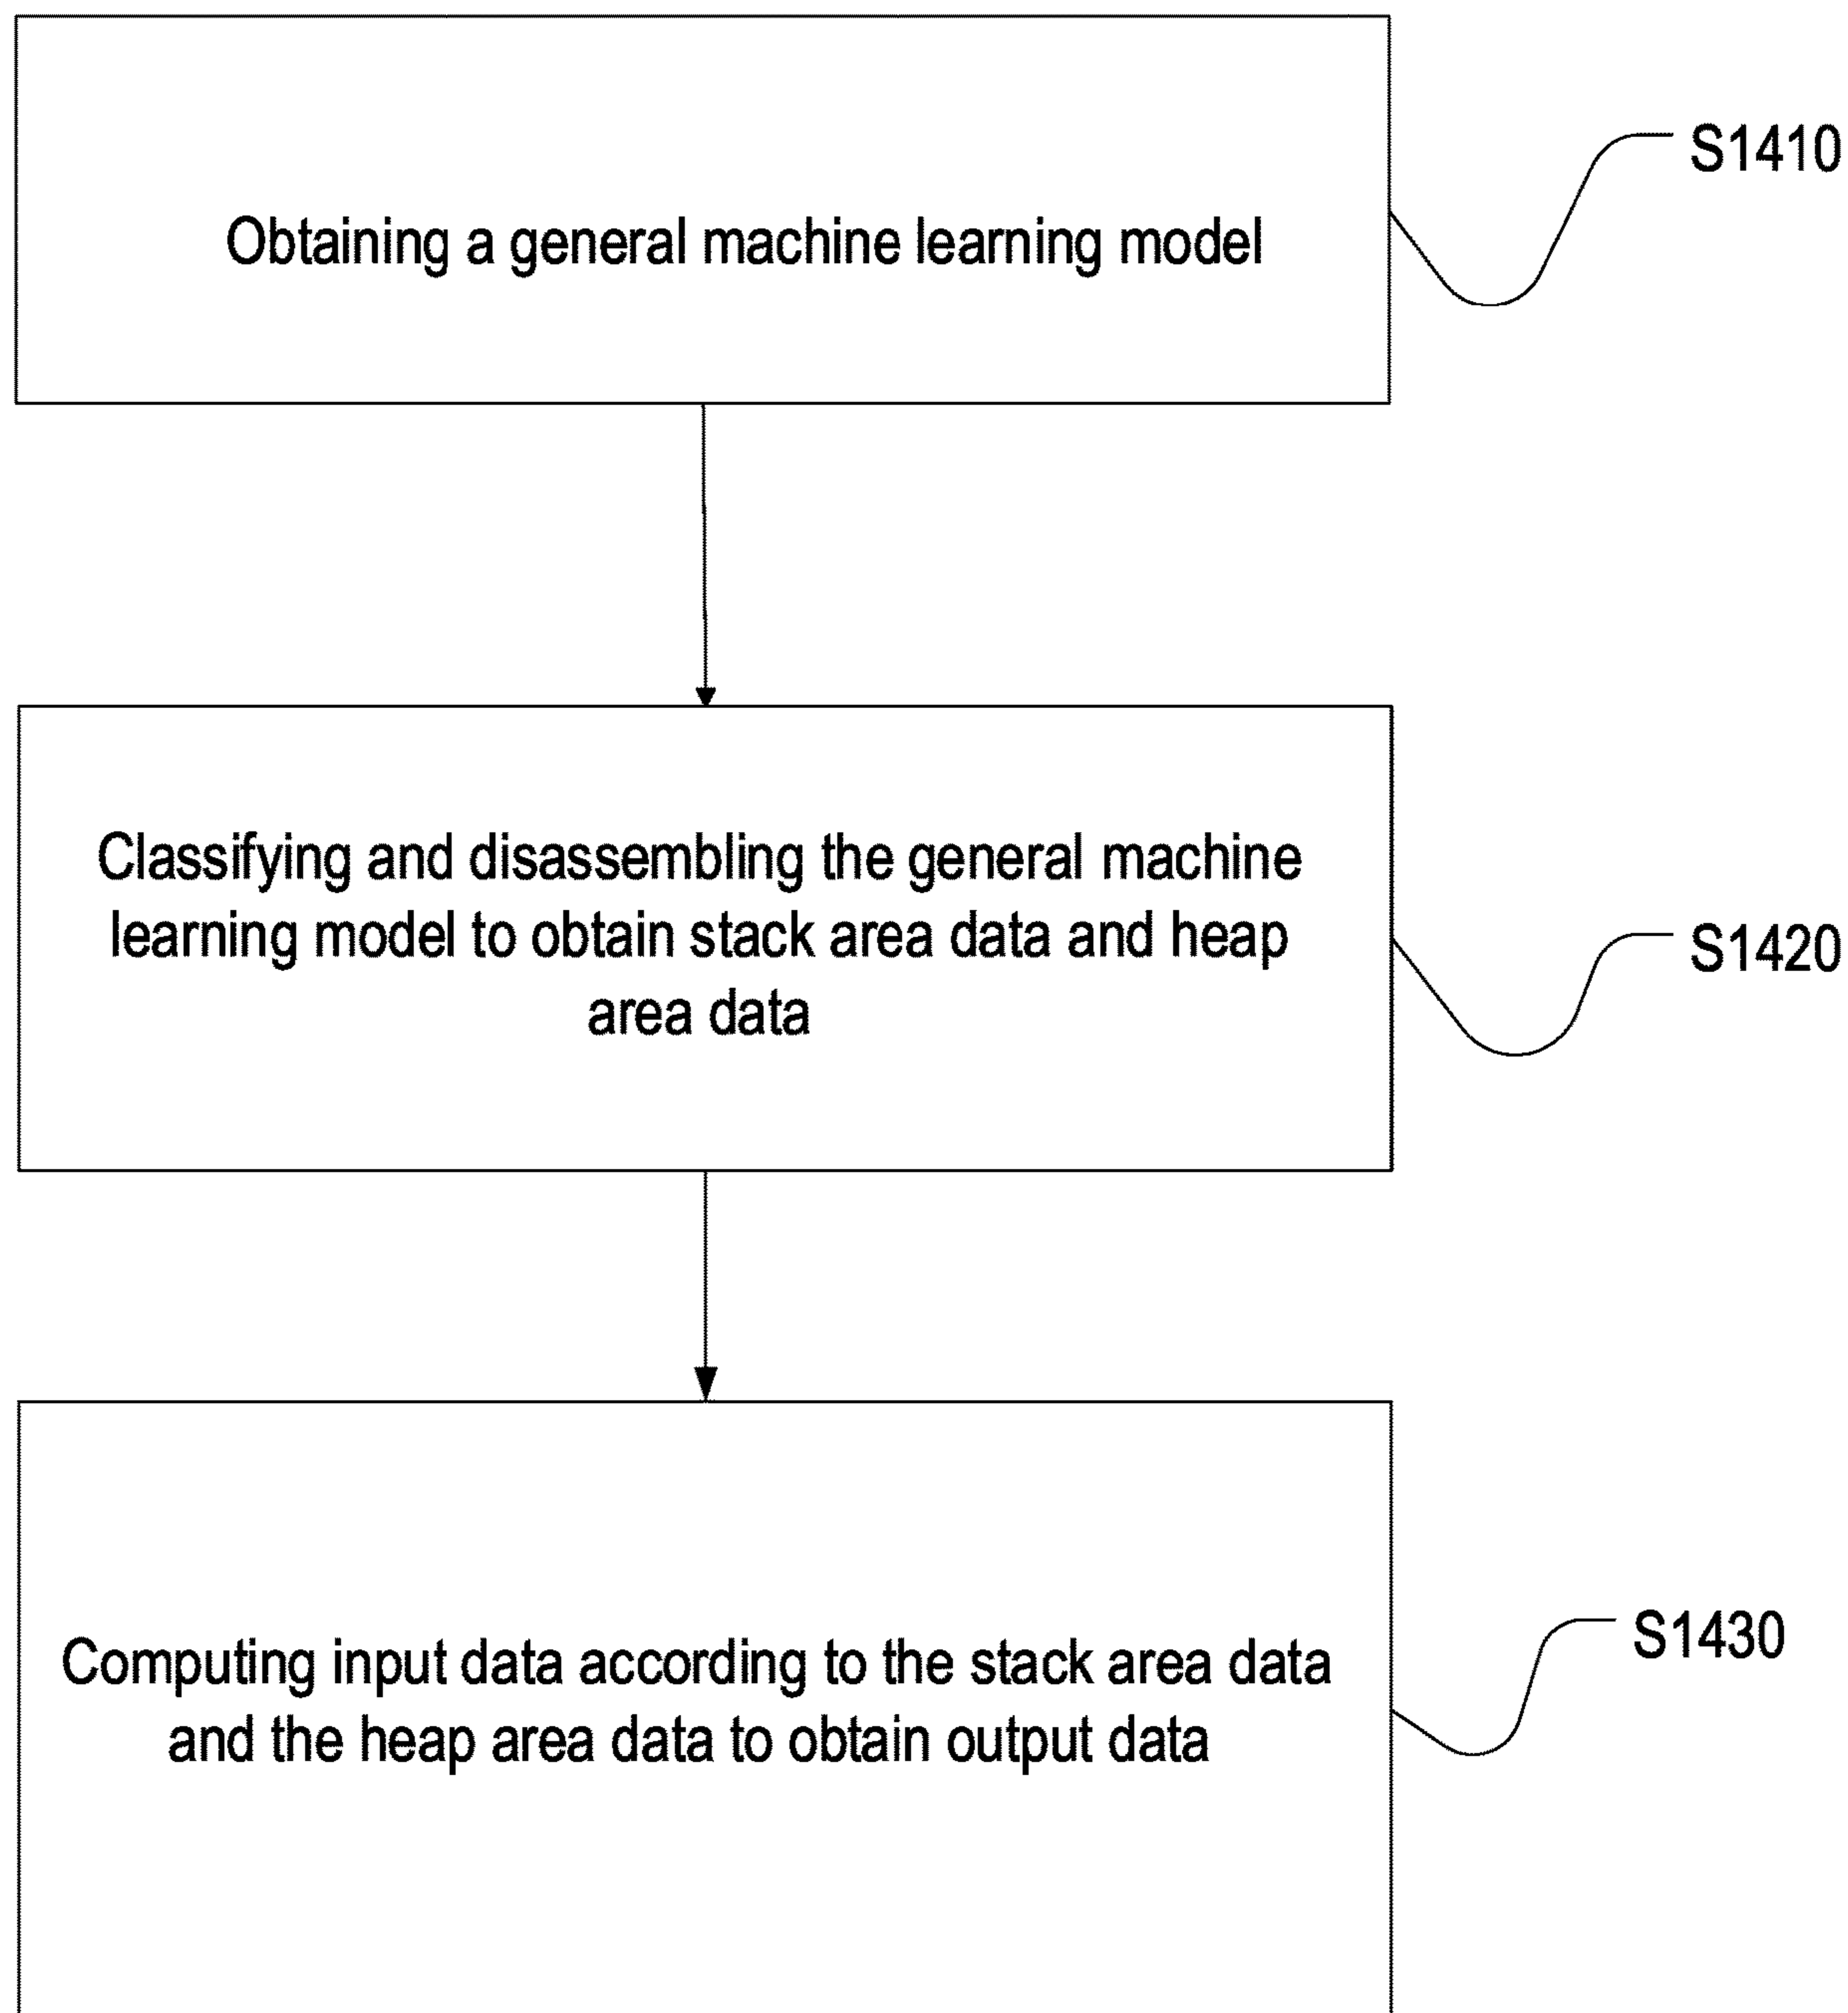 Obtaining a general machine learning model
S1410
Classifying and disassembling the general machine
learning model to obtain stack area data and heap
area data
S1420
Computing input data according to the stack area data
and the heap area data to obtain output data
S1430